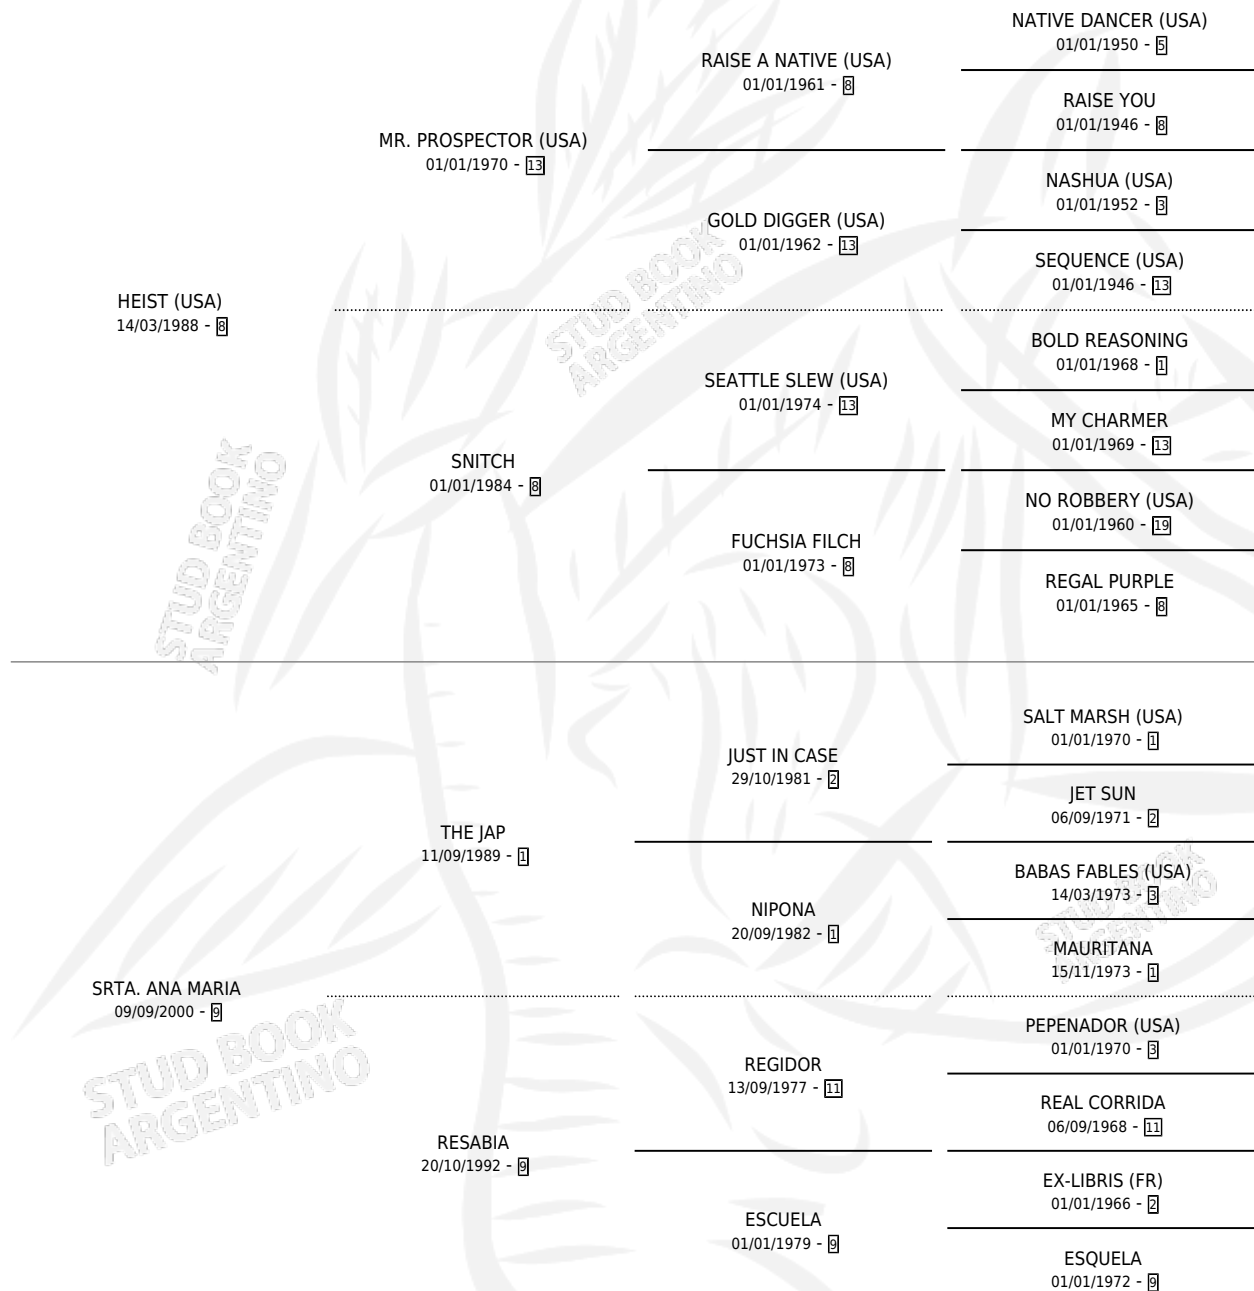 NATIVE DANCER (USA)
01/01/1950 - 5
RAISE A NATIVE (USA)
01/01/1961 - 8
RAISE YOU
01/01/1946 - 8
MR. PROSPECTOR (USA)
01/01/1970 - 13
NASHUA (USA)
01/01/1952 - 3
GOLD DIGGER (USA)
01/01/1962 - 13
SEQUENCE (USA)
01/01/1946 - 13
HEIST (USA)
14/03/1988 - 8
BOLD REASONING
01/01/1968 - 1
SEATTLE SLEW (USA)
01/01/1974 - 13
MY CHARMER
01/01/1969 - 13
SNITCH
01/01/1984 - 8
NO ROBBERY (USA)
01/01/1960 - 19
FUCHSIA FILCH
01/01/1973 - 8
REGAL PURPLE
01/01/1965 - 8
SALT MARSH (USA)
01/01/1970 - 1
JUST IN CASE
29/10/1981 - 2
JET SUN
06/09/1971 - 2
THE JAP
11/09/1989 - 1
BABAS FABLES (USA)
14/03/1973 - 3
NIPONA
20/09/1982 - 1
MAURITANA
15/11/1973 - 1
SRTA. ANA MARIA
09/09/2000 - 9
PEPENADOR (USA)
01/01/1970 - 3
REGIDOR
13/09/1977 - 11
REAL CORRIDA
06/09/1968 - 11
RESABIA
20/10/1992 - 9
EX-LIBRIS (FR)
01/01/1966 - 2
ESCUELA
01/01/1979 - 9
ESQUELA
01/01/1972 - 9
STUD BOOK
ARGENTINO
STUD BOOK
ARGENTINO
STUD BOOK
ARGENTINO
STUD BOOK
ARGENTINO